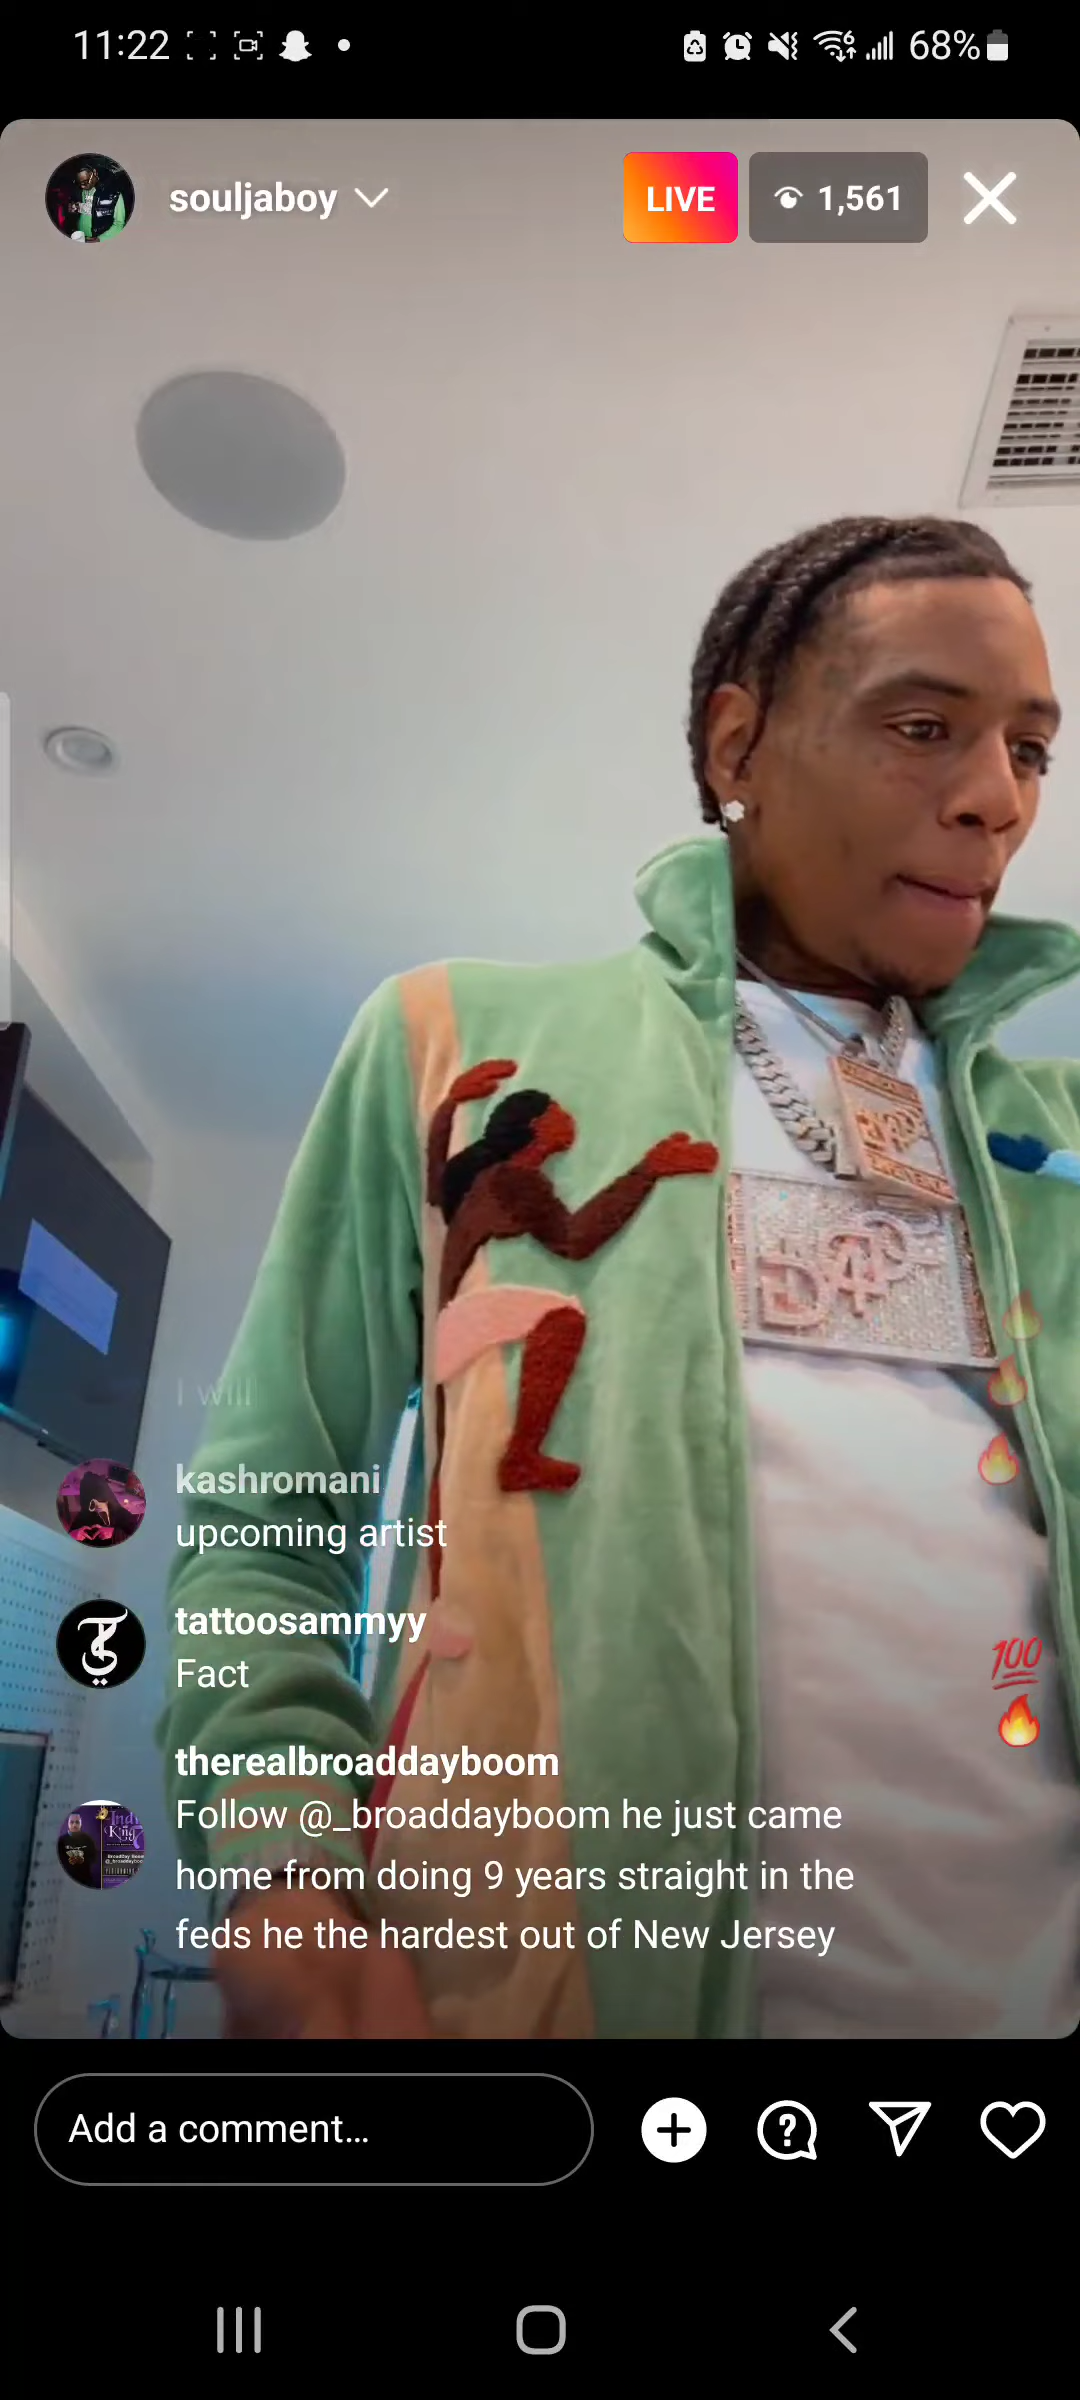 11:22
68%
souljaboy
LIVE
1,561
I will
kashromani
upcoming artist
tattoosammyy
Fact
therealbroaddayboom
Follow @_broaddayboom he just came
home from doing 9 years straight in the
feds he the hardest out of New Jersey
💯
Add a comment...